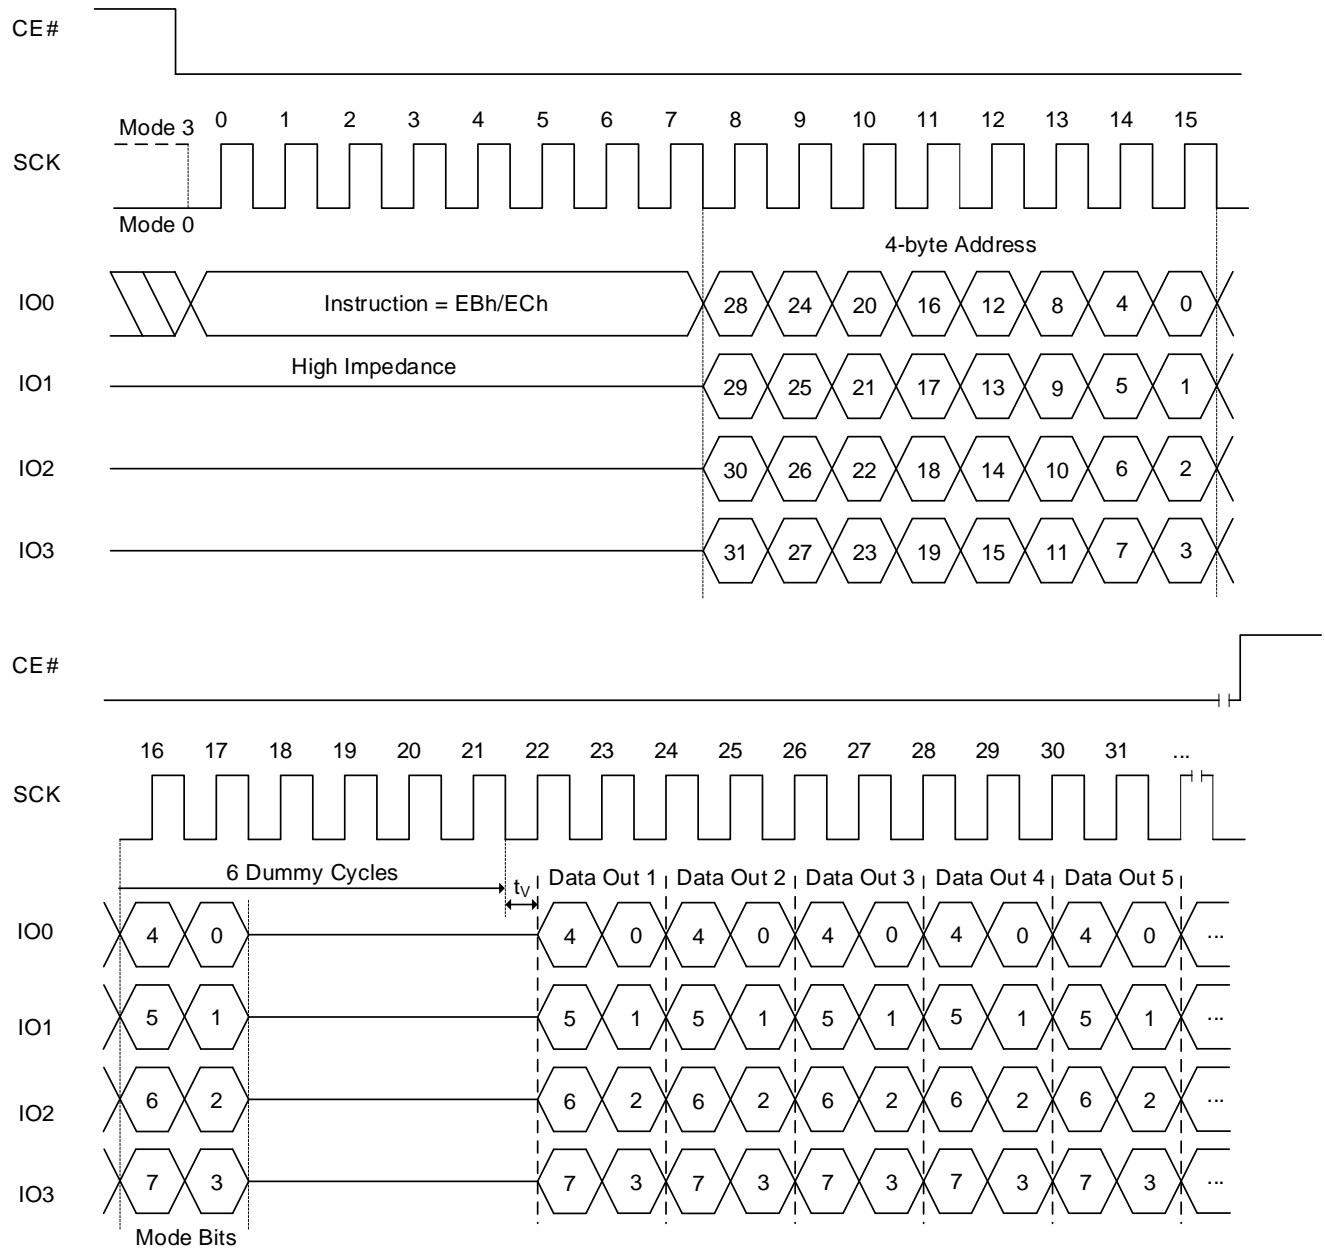 CE#
Mode 3 0 1 2 3 4 5 6 7 8 9 10 11 12 13 14 15
SCK
Mode 0
4-byte Address
IO0 Instruction = EBh/ECh 28 24 20 16 12 8 4 0
High Impedance
IO1 29 25 21 17 13 9 5 1
IO2 30 26 22 18 14 10 6 2
IO3 31 27 23 19 15 11 7 3
CE#
16 17 18 19 20 21 22 23 24 25 26 27 28 29 30 31 ...
SCK
6 Dummy Cycles tV Data Out 1 Data Out 2 Data Out 3 Data Out 4 Data Out 5
IO0 4 0 4 0 4 0 4 0 4 0 4 0 ...
IO1 5 1 5 1 5 1 5 1 5 1 5 1 ...
IO2 6 2 6 2 6 2 6 2 6 2 6 2 ...
IO3 7 3 7 3 7 3 7 3 7 3 7 3 ...
Mode Bits